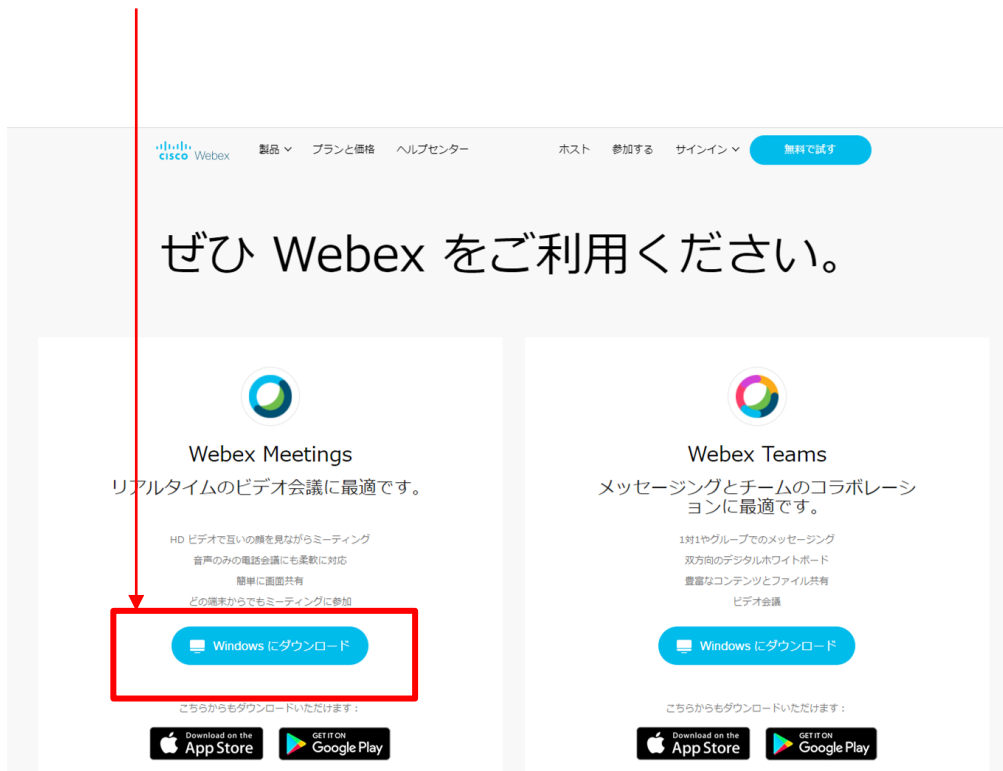 cisco Webex 製品 プランと価格 ヘルプセンター ホスト 参加する サインイン 無料で試す
ぜひ Webex をご利用ください。
Webex Meetings
リアルタイムのビデオ会議に最適です。
HD ビデオで互いの顔を見ながらミーティング
音声のみの電話会議にも柔軟に対応
簡単に画面共有
どの端末からでもミーティングに参加
Windows にダウンロード
こちらからもダウンロードいただけます：
Download on the
App Store
GET IT ON
Google Play
Webex Teams
メッセージングとチームのコラボレーシ
ョンに最適です。
1対1やグループでのメッセージング
双方向のデジタルホワイトボード
豊富なコンテンツとファイル共有
ビデオ会議
Windows にダウンロード
こちらからもダウンロードいただけます：
Download on the
App Store
GET IT ON
Google Play